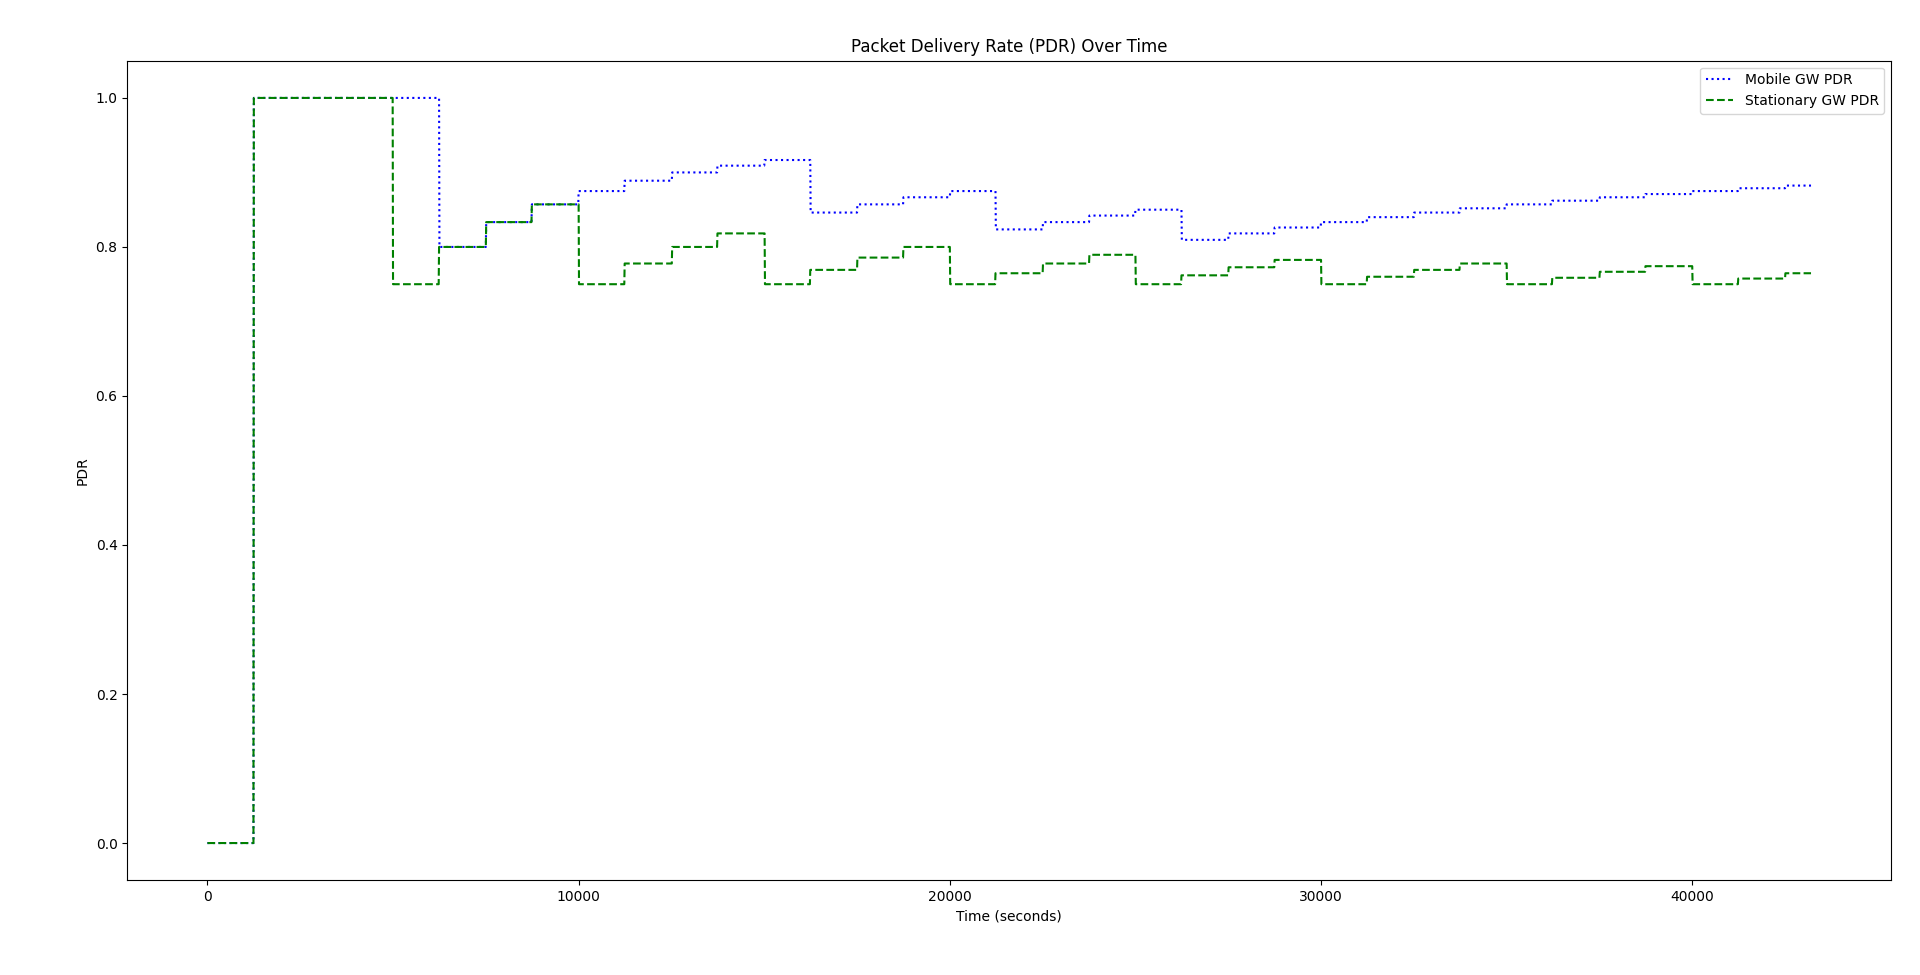 Packet Delivery Rate (PDR) Over Time
Mobile GW PDR
Stationary GW PDR
1.0
0.8
0.6
0.4
0.2
0.0
PDR
0 10000 20000 30000 40000
Time (seconds)